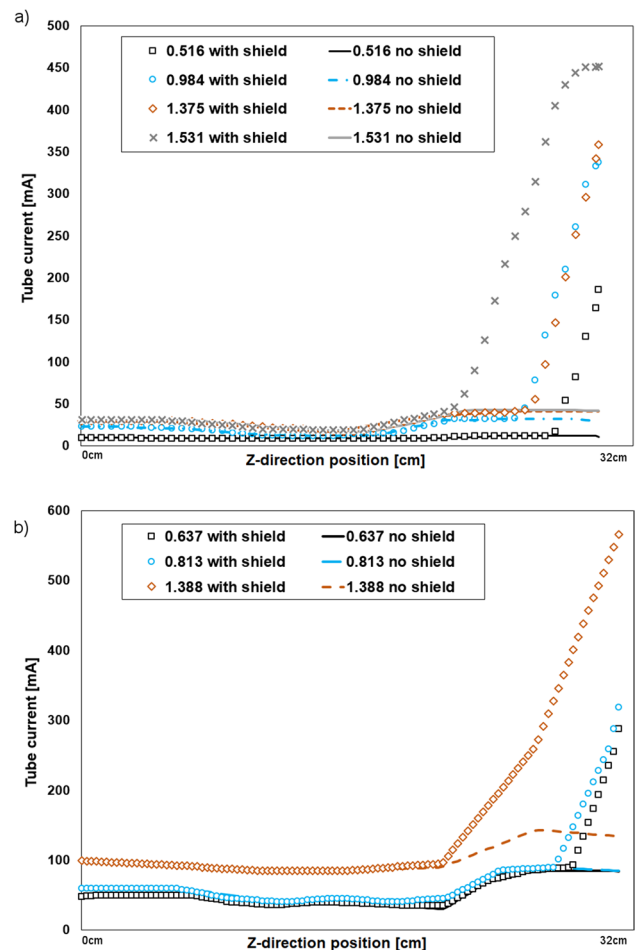 a)
500
450
400
350
300
250
200
150
100
50
0
Tube current [mA]
0.516 with shield 0.516 no shield
0.984 with shield 0.984 no shield
1.375 with shield 1.375 no shield
1.531 with shield 1.531 no shield
0cm 32cm
Z-direction position [cm]
b)
600
500
400
300
200
100
0
Tube current [mA]
0.637 with shield 0.637 no shield
0.813 with shield 0.813 no shield
1.388 with shield 1.388 no shield
0cm 32cm
Z-direction position [cm]